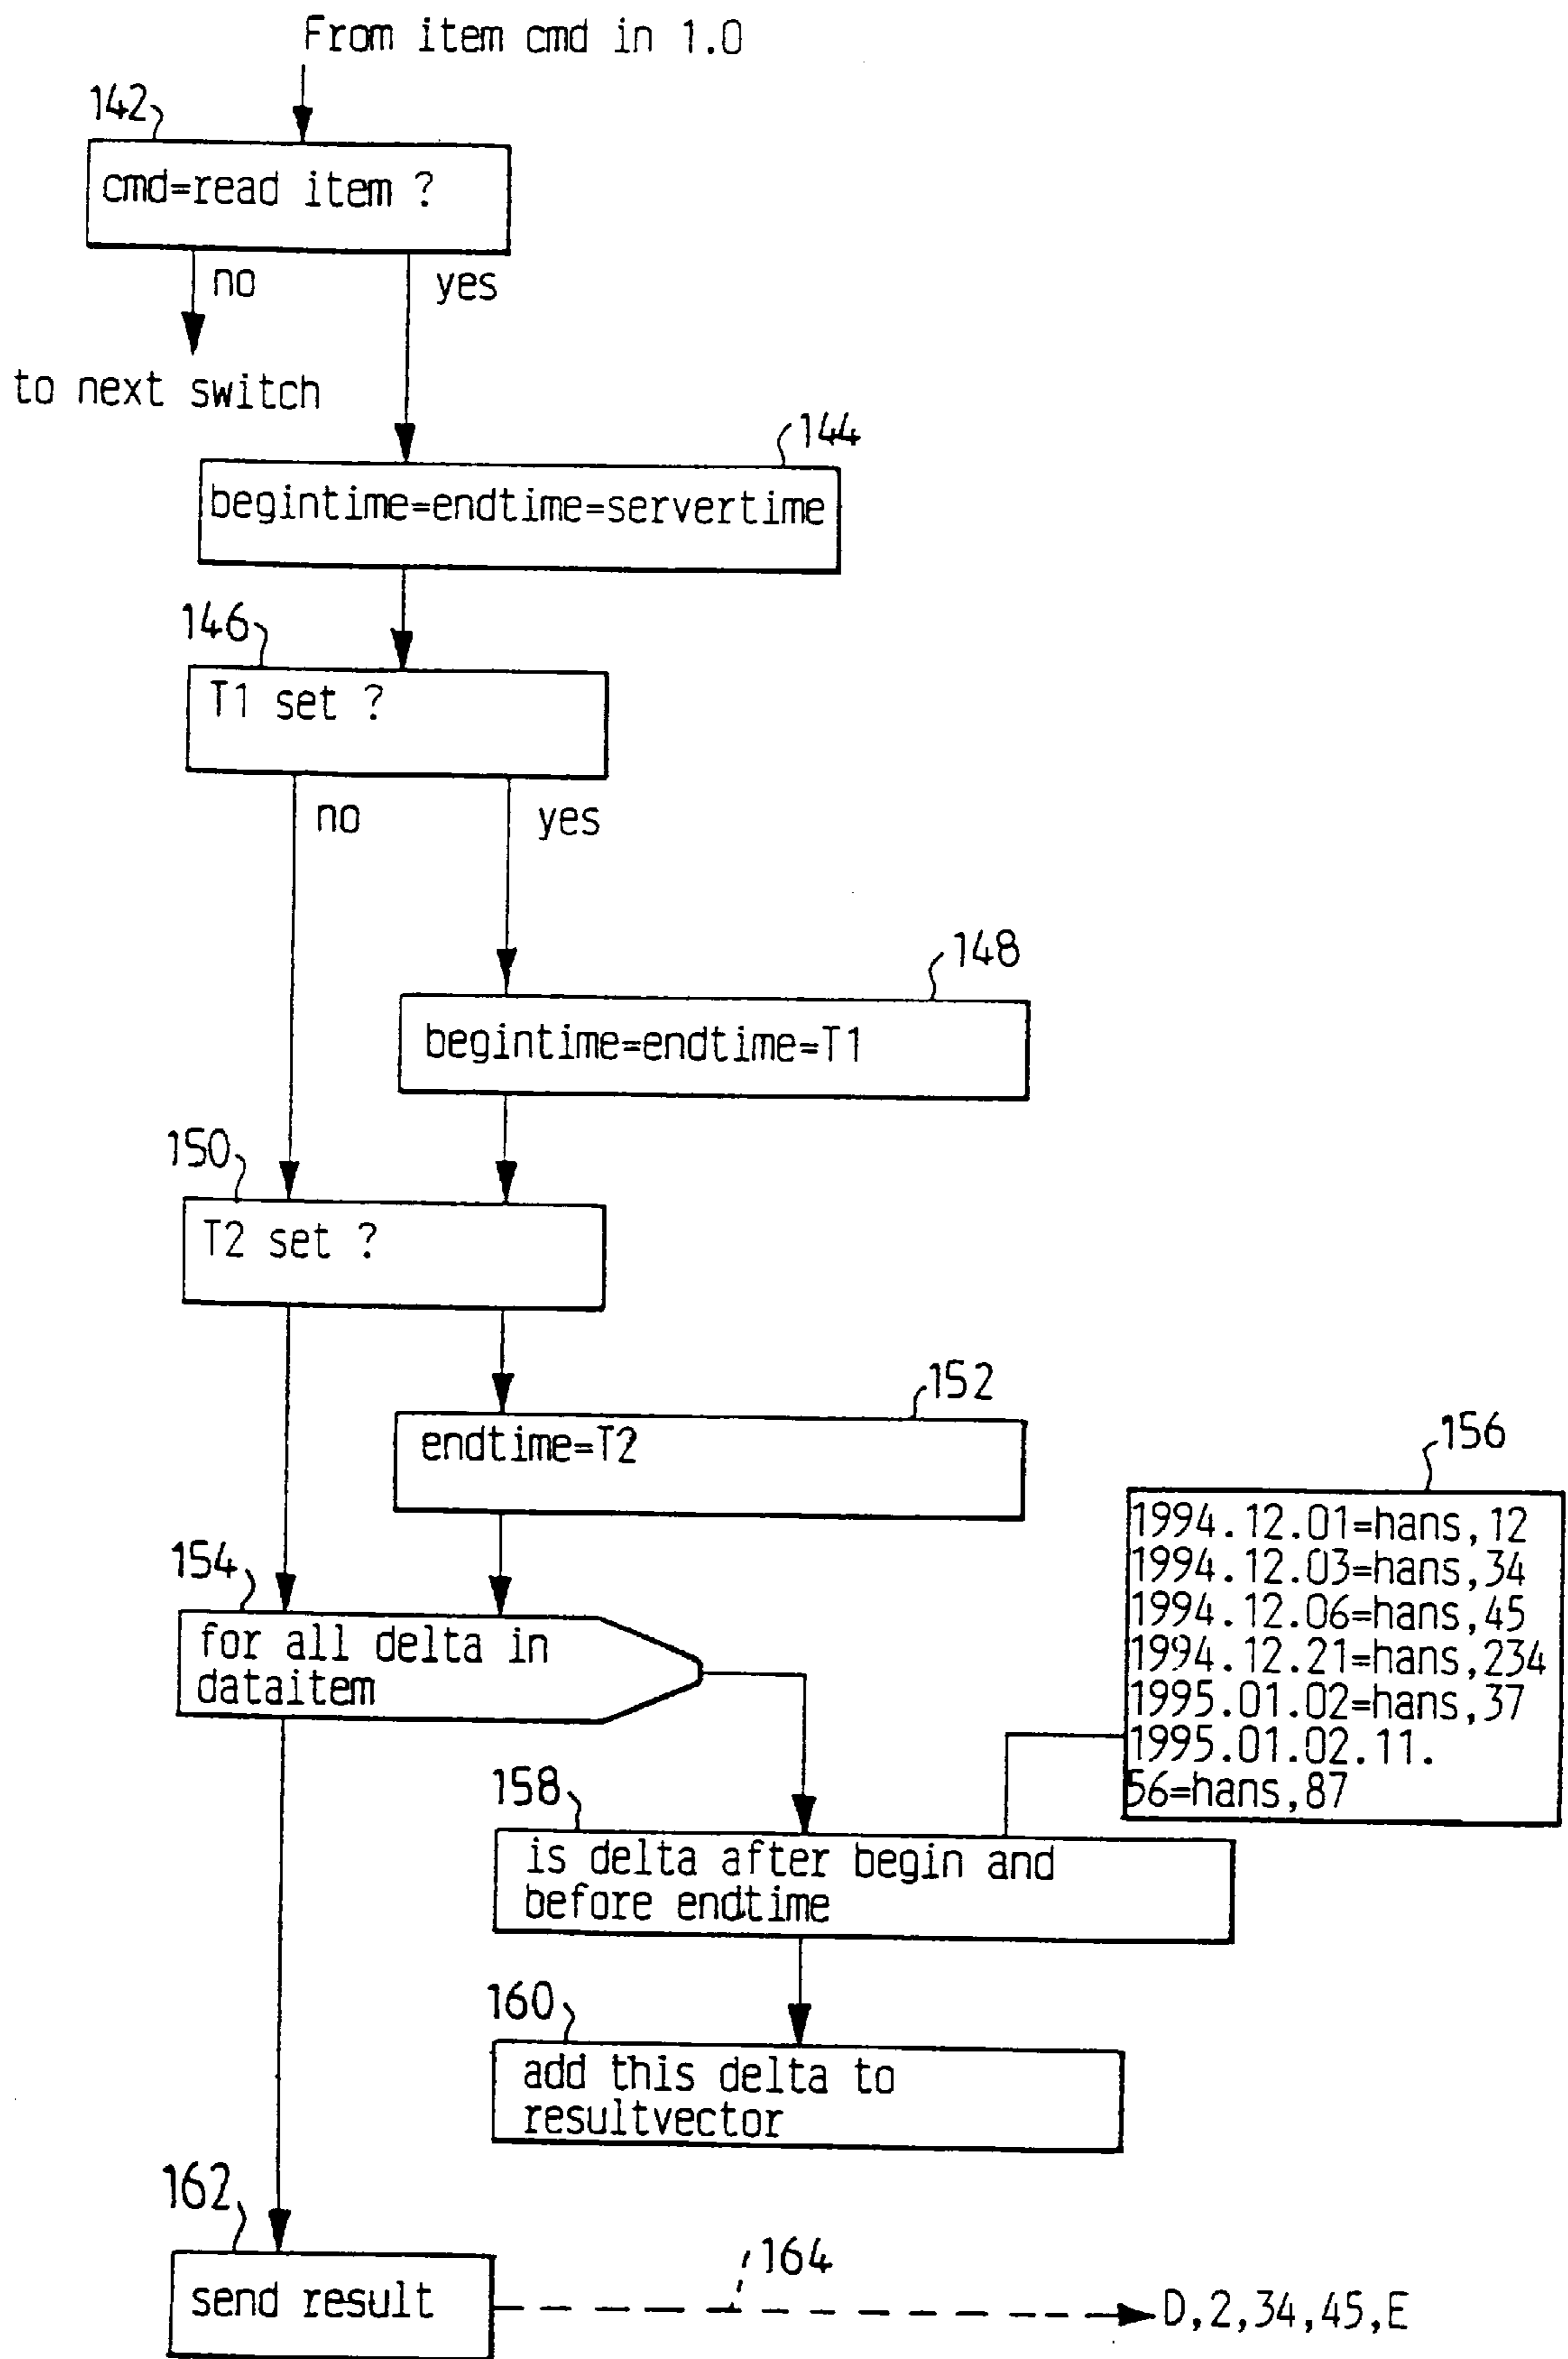 From item cmd in 1.0
142
cmd=read item ?
no
yes
to next switch
144
begintime=endtime=servertime
146
T1 set ?
no
yes
148
begintime=endtime=T1
150
T2 set ?
152
endtime=T2
156
1994.12.01=hans,12
1994.12.03=hans,34
1994.12.06=hans,45
1994.12.21=hans,234
1995.01.02=hans,37
1995.01.02.11.
56=hans,87
154
for all delta in
dataitem
158
is delta after begin and
before endtime
160
add this delta to
resultvector
162
send result
164
D,2,34,45,E